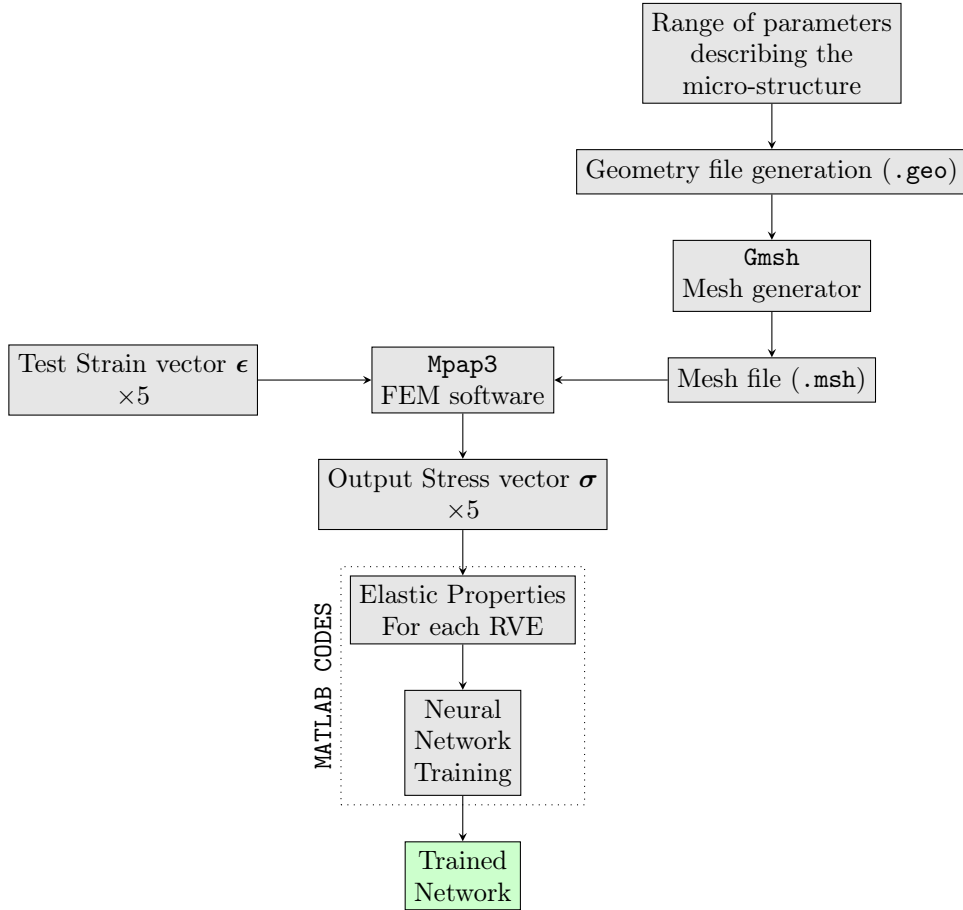 Range of parameters
describing the
micro-structure
Geometry file generation (.geo)
Gmsh
Mesh generator
Test Strain vector ϵ
×5
Mpap3
FEM software
Mesh file (.msh)
Output Stress vector σ
×5
MATLAB CODES
Elastic Properties
For each RVE
Neural
Network
Training
Trained
Network